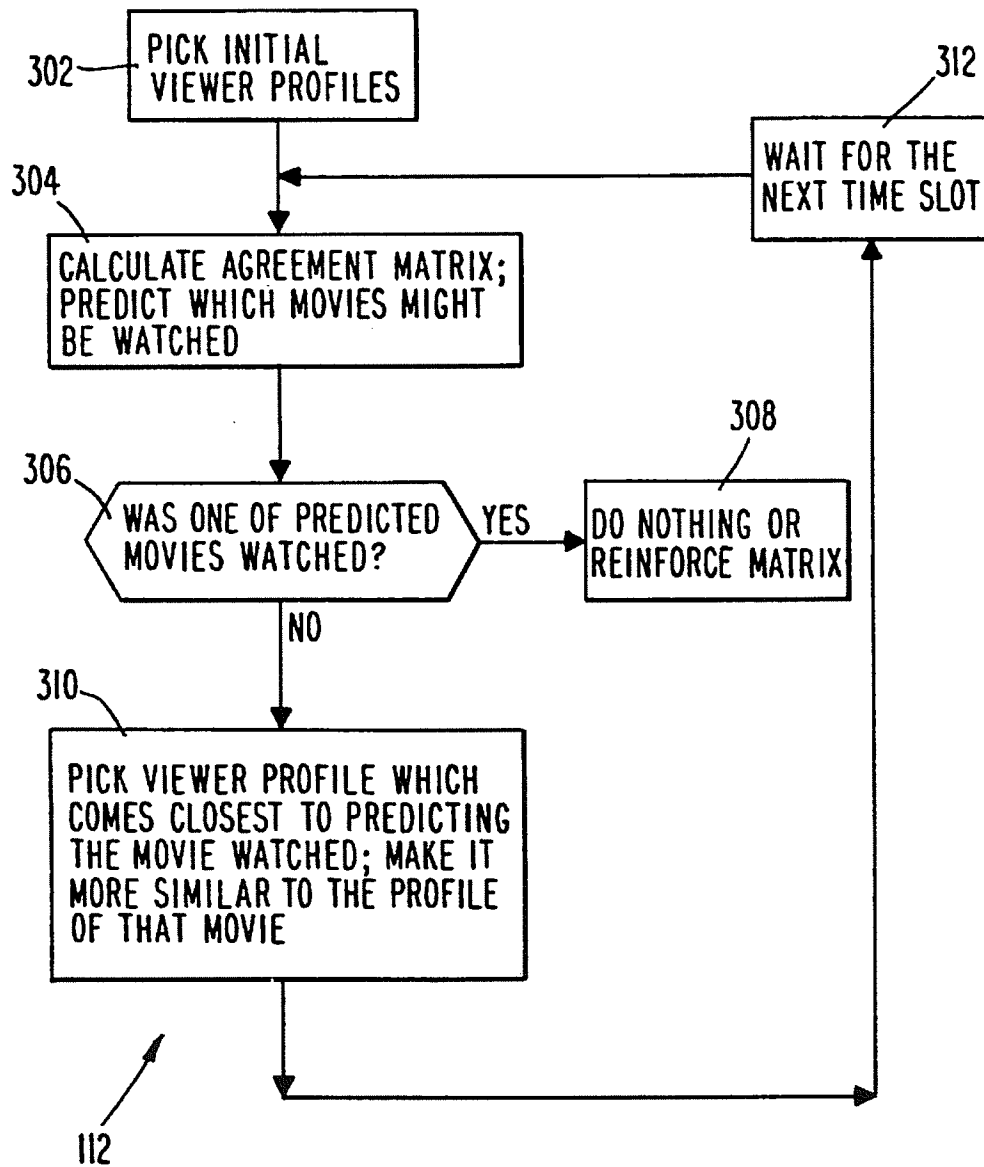 302
PICK INITIAL
VIEWER PROFILES
312
WAIT FOR THE
NEXT TIME SLOT
304
CALCULATE AGREEMENT MATRIX;
PREDICT WHICH MOVIES MIGHT
BE WATCHED
306
WAS ONE OF PREDICTED
MOVIES WATCHED?
YES
308
DO NOTHING OR
REINFORCE MATRIX
NO
310
PICK VIEWER PROFILE WHICH
COMES CLOSEST TO PREDICTING
THE MOVIE WATCHED; MAKE IT
MORE SIMILAR TO THE PROFILE
OF THAT MOVIE
112